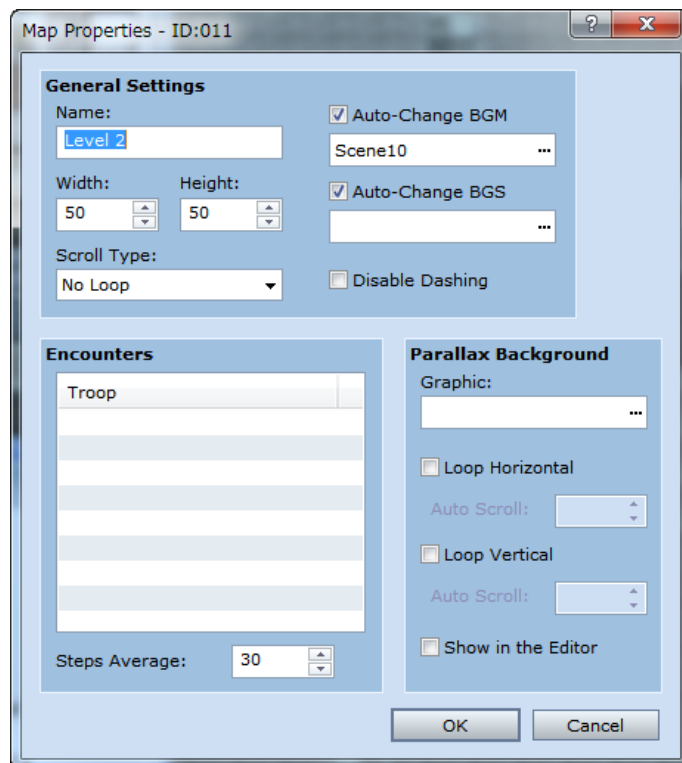 Map Properties - ID:011
?
X
General Settings
Name:
Level 2
Width:
Height:
50
50
Scroll Type:
No Loop
Auto-Change BGM
Scene10
...
Auto-Change BGS
...
Disable Dashing
Encounters
Troop
Steps Average:
30
Parallax Background
Graphic:
...
Loop Horizontal
Auto Scroll:
Loop Vertical
Auto Scroll:
Show in the Editor
OK
Cancel